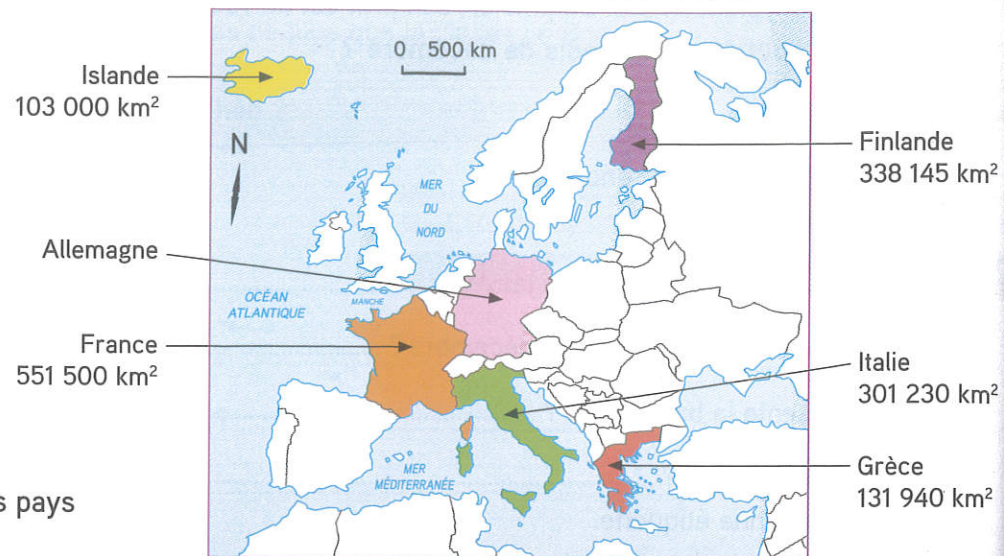 0 500 km
Islande
103 000 km²
N
Finlande
338 145 km²
MER
DU
NORD
Allemagne
OCÉAN
ATLANTIQUE
MANCHE
France
551 500 km²
Italie
301 230 km²
MER
MÉDITERRANÉE
Grèce
131 940 km²
s pays